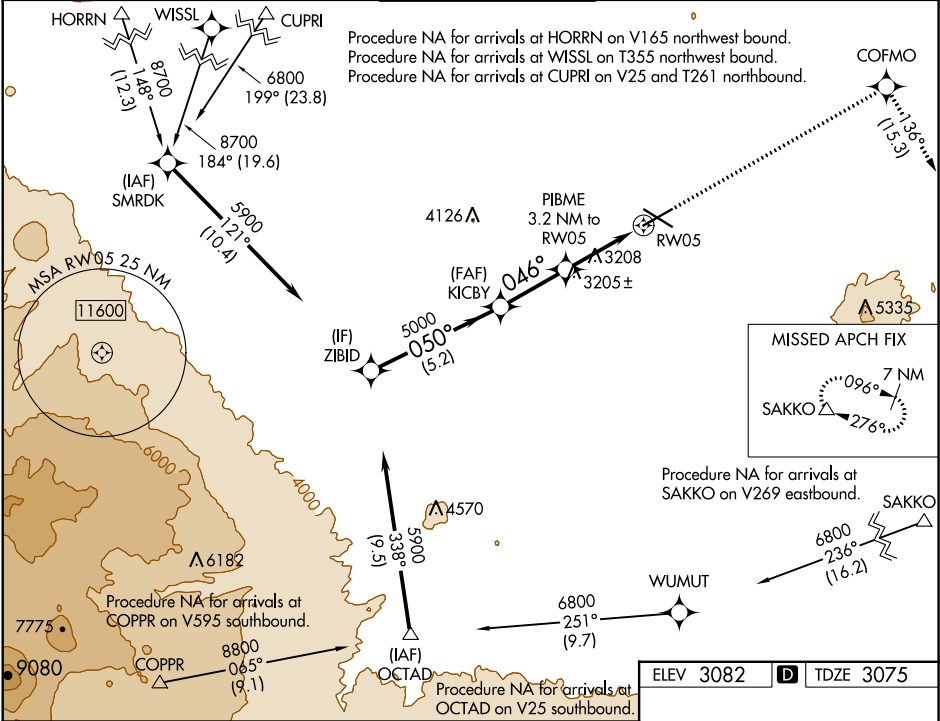 HORRN
WISSL
CUPRI
Procedure NA for arrivals at HORRN on V165 northwest bound.
Procedure NA for arrivals at WISSL on T355 northwest bound.
Procedure NA for arrivals at CUPRI on V25 and T261 northbound.
COFMO
8700
148°
(12.3)
6800
199° (23.8)
8700
184° (19.6)
136°
(15.3)
(IAF)
SMRDK
5900
121°
(10.4)
4126
PIBME
3.2 NM to
RW05
RW05
3208
3205±
(FAF)
KICBY
046°
MSA RW05 25 NM
11600
5335
(IF)
ZIBID
5000
050°
(5.2)
MISSED APCH FIX
7 NM
096°
SAKKO
276°
6000
4000
Procedure NA for arrivals at
SAKKO on V269 eastbound.
SAKKO
4570
5900
338°
(9.5)
6800
236°
(16.2)
6182
WUMUT
Procedure NA for arrivals at
COPPR on V595 southbound.
6800
251°
(9.7)
7775
9080
COPPR
8800
065°
(9.1)
(IAF)
OCTAD
Procedure NA for arrivals at
OCTAD on V25 southbound.
ELEV 3082 D TDZE 3075